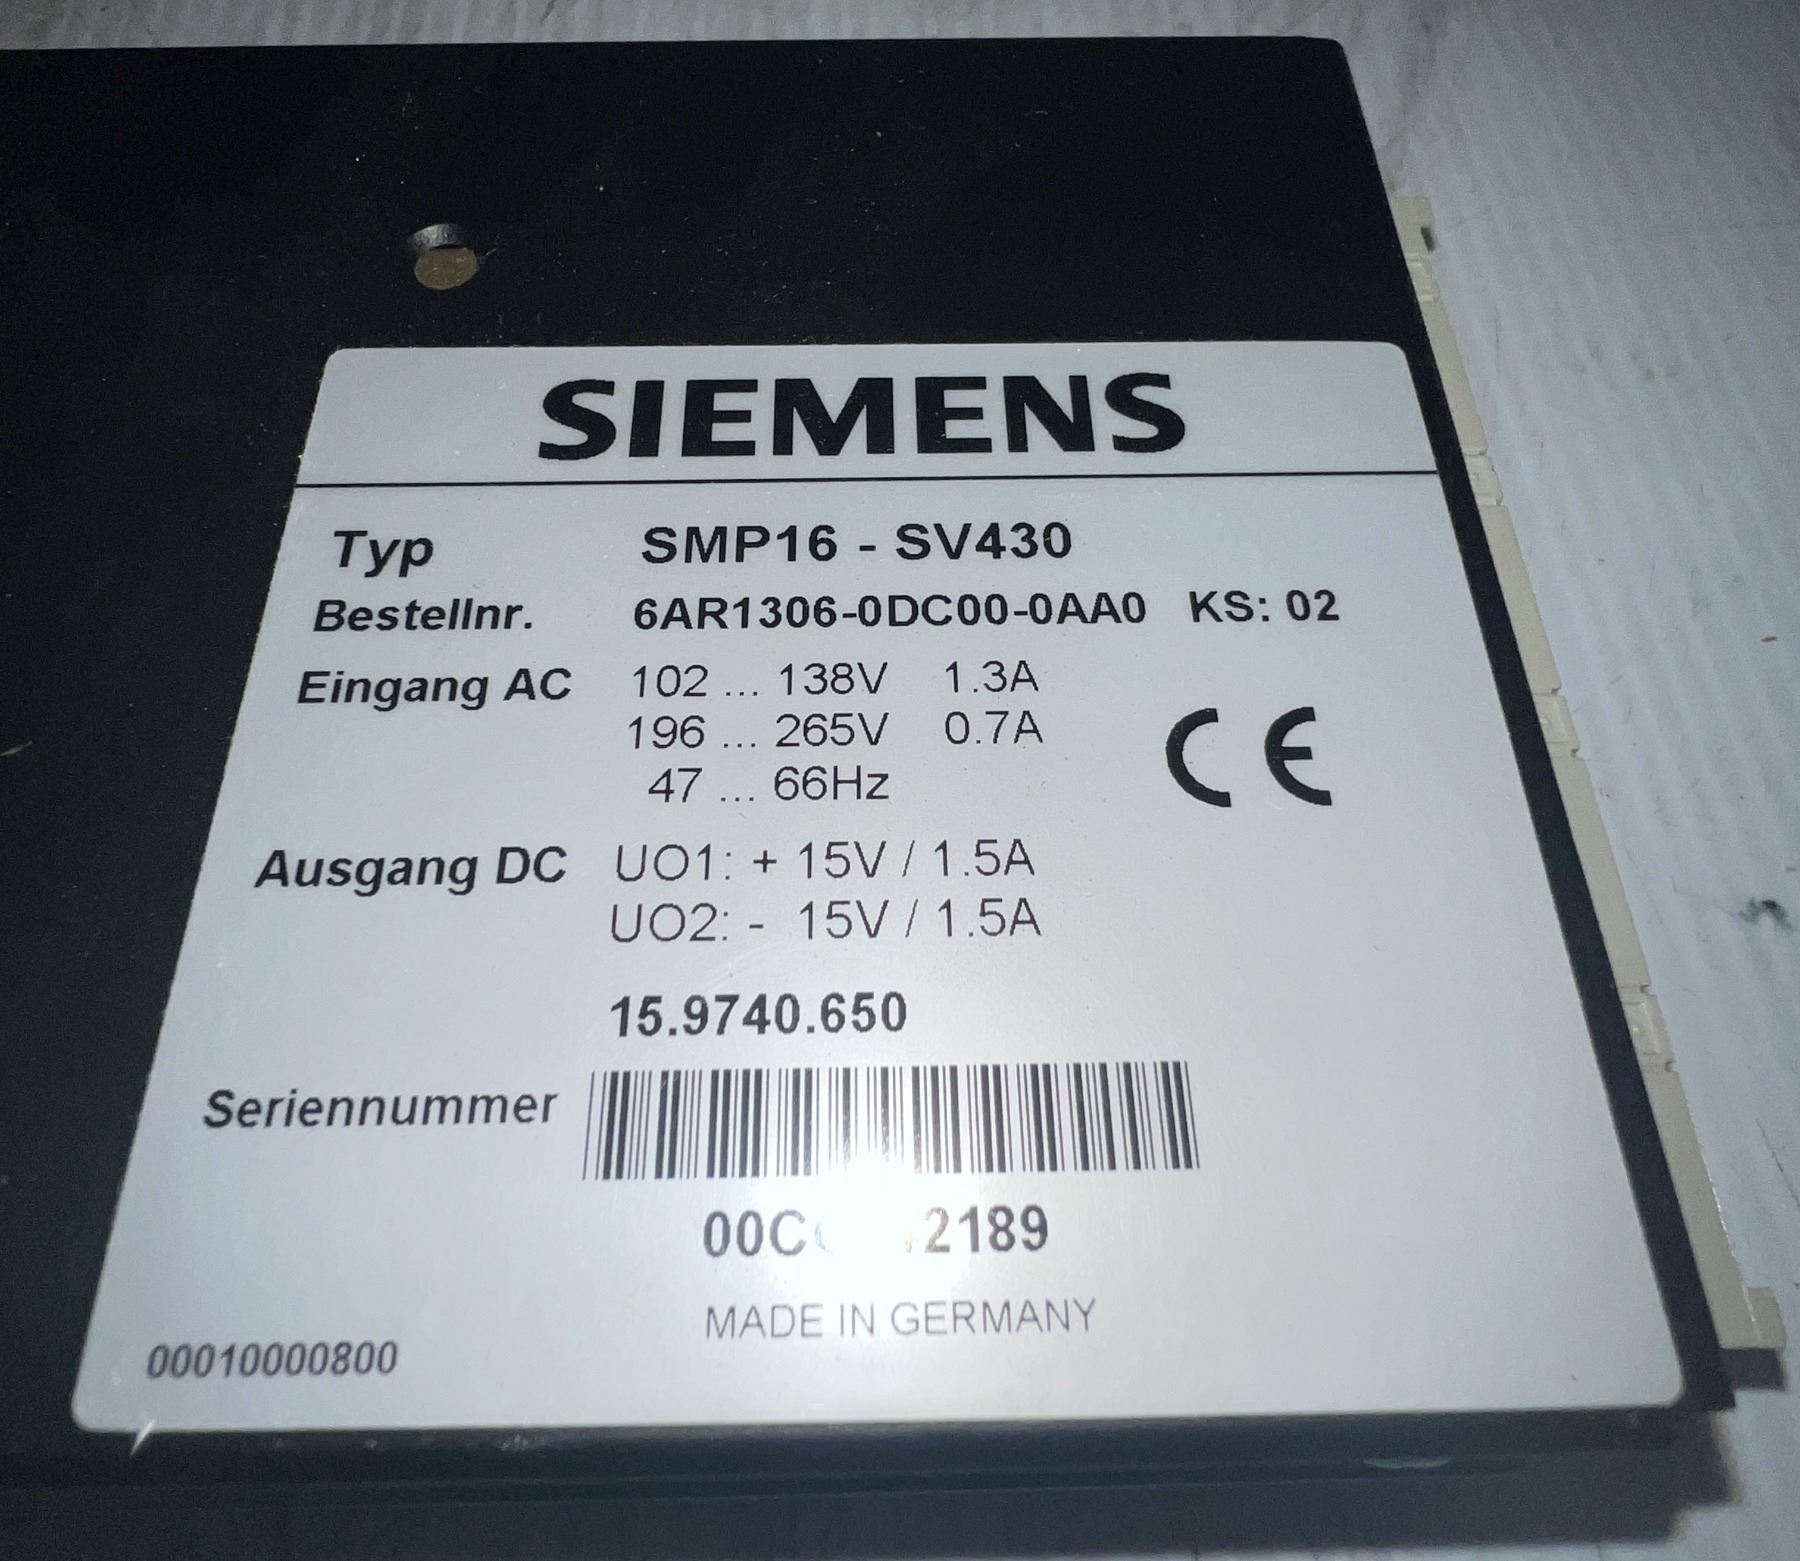 SIEMENS
Typ SMP16 - SV430
Bestellnr. 6AR1306-0DC00-0AA0 KS: 02
Eingang AC 102 ... 138V 1.3A
196 ... 265V 0.7A
47 ... 66Hz
CE
Ausgang DC UO1: + 15V / 1.5A
UO2: - 15V / 1.5A
15.9740.650
Seriennummer
MADE IN GERMANY
00010000800